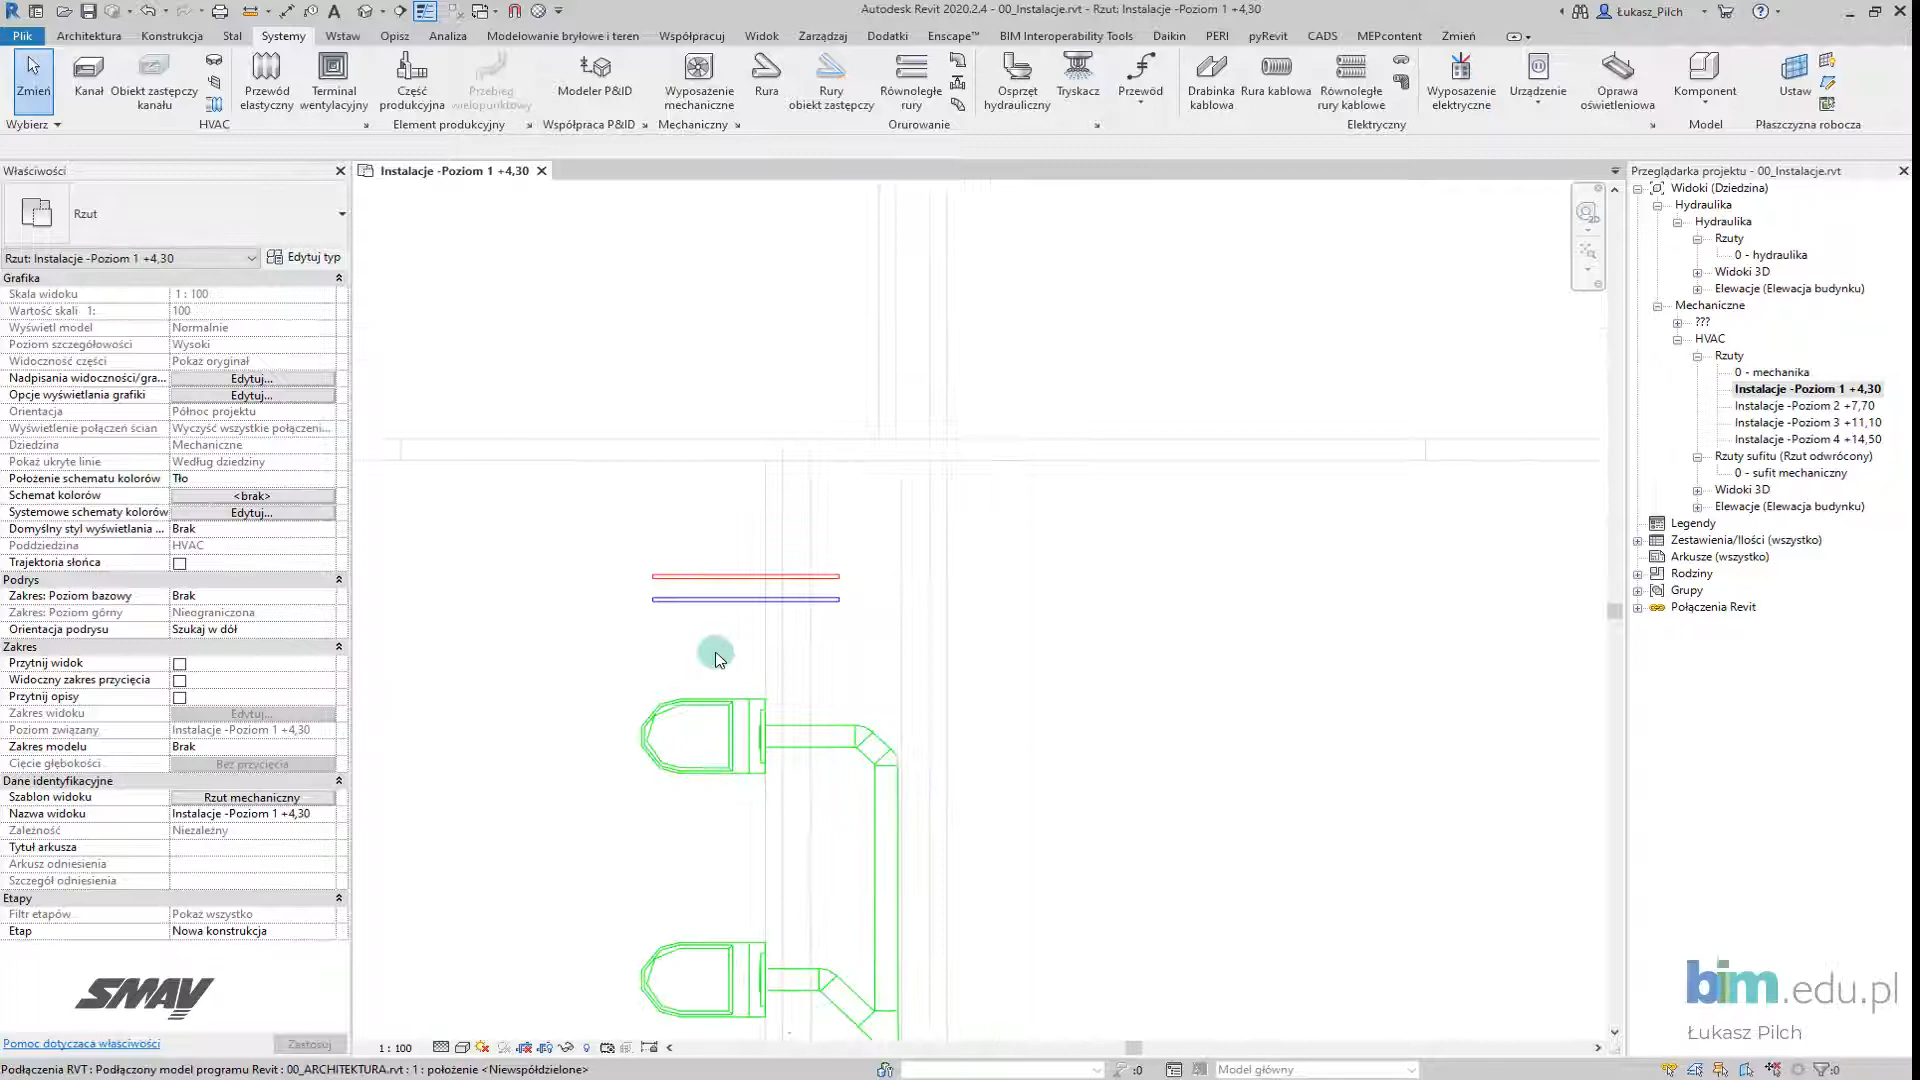 Autodesk Revit 2020.2.4 - 00_Instalacje.rvt - Rzut: Instalacje -Poziom 1 +4,30
Łukasz_Pilch
Plik Architektura Konstrukcja Stal Systemy Wstaw Opisz Analiza Modelowanie bryłowe i teren Współpracuj Widok Zarządzaj Dodatki Enscape™ BIM Interoperability Tools Daikin PERI pyRevit CADS MEPcontent Zmień
Zmień
Kanał
Obiekt zastępczy kanału
Przewód elastyczny
Terminal wentylacyjny
Część produkcyjna
Przebieg wielopunktowy
Modeler P&ID
Wyposażenie mechaniczne
Rura
Rury obiekt zastępczy
Równoległe rury
Osprzęt hydrauliczny
Tryskacz
Przewód
Drabinka kablowa
Rura kablowa
Równoległe rury kablowe
Wyposażenie elektryczne
Urządzenie
Oprawa oświetleniowa
Komponent
Ustaw
Wybierz HVAC Element produkcyjny Współpraca P&ID Mechaniczny Orurowanie Elektryczny Model Płaszczyzna robocza
Właściwości
Rzut
Rzut: Instalacje -Poziom 1 +4,30 Edytuj typ
Grafika
Skala widoku 1 : 100
Wartość skali 1: 100
Wyświetl model Normalnie
Poziom szczegółowości Wysoki
Widoczność części Pokaż oryginał
Nadpisania widoczności/gra... Edytuj...
Opcje wyświetlania grafiki Edytuj...
Orientacja Północ projektu
Wyświetlenie połączeń ścian Wyczyść wszystkie połączeni...
Dziedzina Mechaniczne
Pokaż ukryte linie Według dziedziny
Położenie schematu kolorów Tło
Schemat kolorów <brak>
Systemowe schematy kolorów Edytuj...
Domyślny styl wyświetlania ... Brak
Poddziedzina HVAC
Trajektoria słońca
Podrys
Zakres: Poziom bazowy Brak
Zakres: Poziom górny Nieograniczona
Orientacja podrysu Szukaj w dół
Zakres
Przytnij widok
Widoczny zakres przycięcia
Przytnij opisy
Zakres widoku Edytuj...
Poziom związany Instalacje -Poziom 1 +4,30
Zakres modelu Brak
Cięcie głębokości Bez przycięcia
Dane identyfikacyjne
Szablon widoku Rzut mechaniczny
Nazwa widoku Instalacje -Poziom 1 +4,30
Zależność Niezależny
Tytuł arkusza
Arkusz odniesienia
Szczegół odniesienia
Etapy
Filtr etapów Pokaż wszystko
Etap Nowa konstrukcja
SMAY
Pomoc dotycząca właściwości Zastosuj
Instalacje -Poziom 1 +4,30
2D
1 : 100
Przeglądarka projektu - 00_Instalacje.rvt
Widoki (Dziedzina)
Hydraulika
Hydraulika
Rzuty
0 - hydraulika
Widoki 3D
Elewacje (Elewacja budynku)
Mechaniczne
???
HVAC
Rzuty
0 - mechanika
Instalacje -Poziom 1 +4,30
Instalacje -Poziom 2 +7,70
Instalacje -Poziom 3 +11,10
Instalacje -Poziom 4 +14,50
Rzuty sufitu (Rzut odwrócony)
0 - sufit mechaniczny
Widoki 3D
Elewacje (Elewacja budynku)
Legendy
Zestawienia/Ilości (wszystko)
Arkusze (wszystko)
Rodziny
Grupy
Połączenia Revit
bim.edu.pl
Łukasz Pilch
Podłączenia RVT : Podłączony model programu Revit : 00_ARCHITEKTURA.rvt : 1 : położenie <Niewspółdzielone>
:0
Model główny
:0